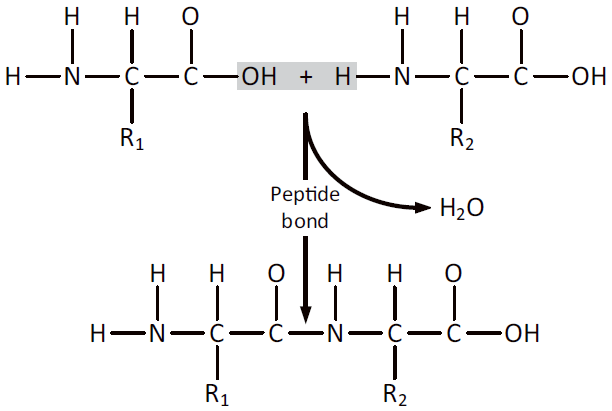 H H O H H O
H N C C OH + H N C C OH
R₁ R₂
Peptide
bond
H₂O
H H O H H O
H N C C N C C OH
R₁ R₂